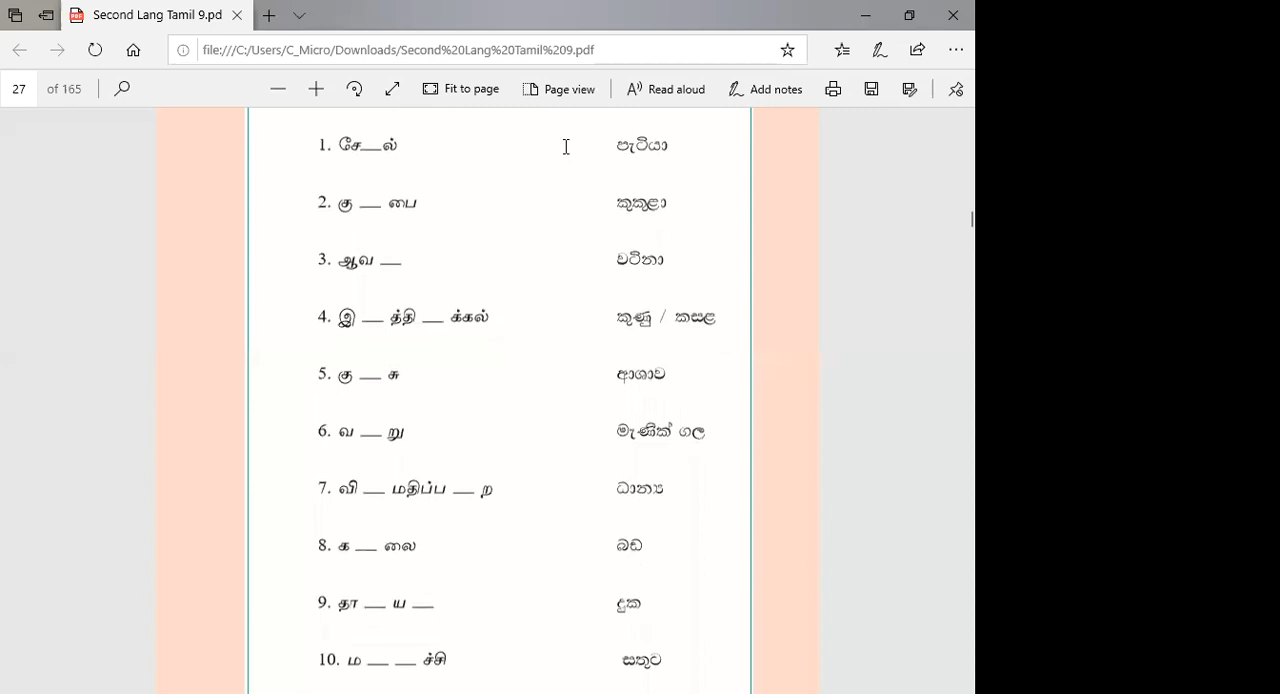 Second Lang Tamil 9.pd
file:///C:/Users/C_Micro/Downloads/Second%20Lang%20Tamil%209.pdf
27 of 165 Fit to page Page view Read aloud Add notes
1. சே__ல் පැටියා
2. கு __ பை කුකුළා
3. ஆவ __ වටිනා
4. இ __ த்தி __ க்கல் කුණු / කසළ
5. கு __ சு ආශාව
6. வ __ று මැණික් ගල
7. வி __ மதிப்ப __ ற ධාන්‍ය
8. க __ லை බඩ
9. தா __ ய __ දුක
10. ம __ __ ச்சி සතුට